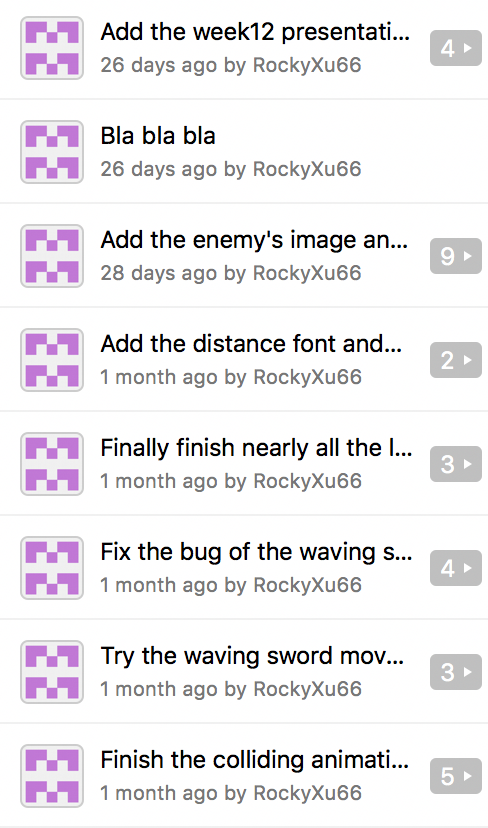 Add the week12 presentati...
26 days ago by RockyXu66
4
Bla bla bla
26 days ago by RockyXu66
Add the enemy's image an...
28 days ago by RockyXu66
9
Add the distance font and...
1 month ago by RockyXu66
2
Finally finish nearly all the l...
1 month ago by RockyXu66
3
Fix the bug of the waving s...
1 month ago by RockyXu66
4
Try the waving sword mov...
1 month ago by RockyXu66
3
Finish the colliding animati...
1 month ago by RockyXu66
5